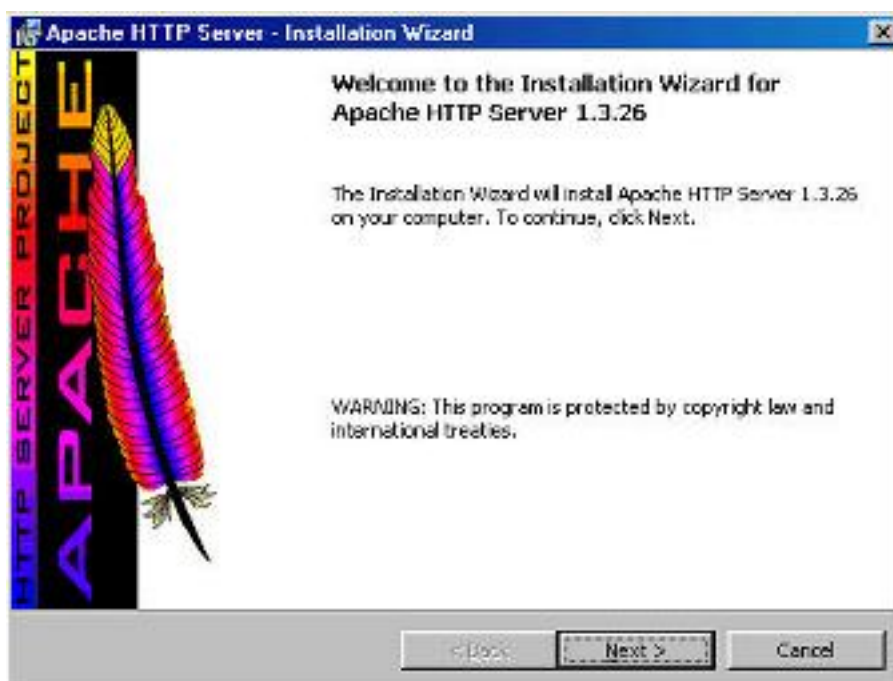 Apache HTTP Server - Installation Wizard
HTTP SERVER PROJECT
APACHE
Welcome to the Installation Wizard for
Apache HTTP Server 1.3.26
The Installation Wizard will install Apache HTTP Server 1.3.26
on your computer. To continue, click Next.
WARNING: This program is protected by copyright law and
international treaties.
< Back
Next >
Cancel